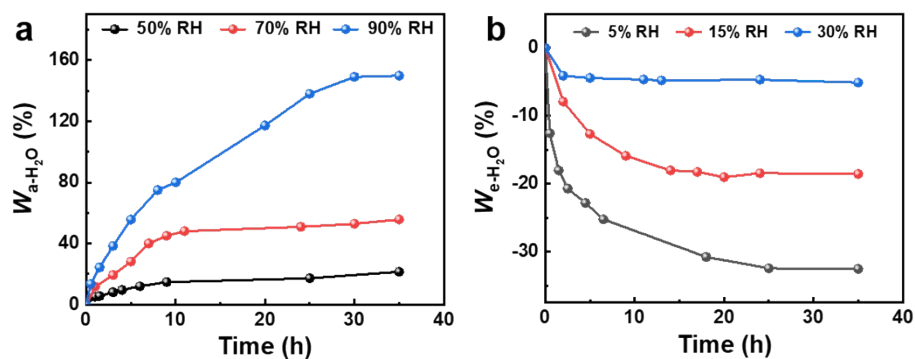 a
50% RH 70% RH 90% RH
160
120
80
40
0
Wa-H₂O (%)
0 10 20 30 40
Time (h)
b
5% RH 15% RH 30% RH
0
-10
-20
-30
We-H₂O (%)
0 10 20 30 40
Time (h)